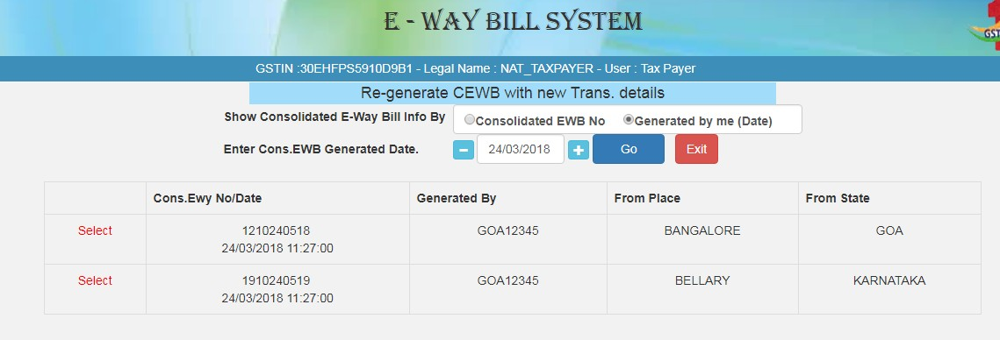 E - WAY BILL SYSTEM
GST
GSTIN :30EHFPS5910D9B1 - Legal Name : NAT_TAXPAYER - User : Tax Payer
Re-generate CEWB with new Trans. details
Show Consolidated E-Way Bill Info By Consolidated EWB No Generated by me (Date)
Enter Cons.EWB Generated Date. − 24/03/2018 + Go Exit
Cons.Ewy No/Date Generated By From Place From State
Select 1210240518 GOA12345 BANGALORE GOA
24/03/2018 11:27:00
Select 1910240519 GOA12345 BELLARY KARNATAKA
24/03/2018 11:27:00